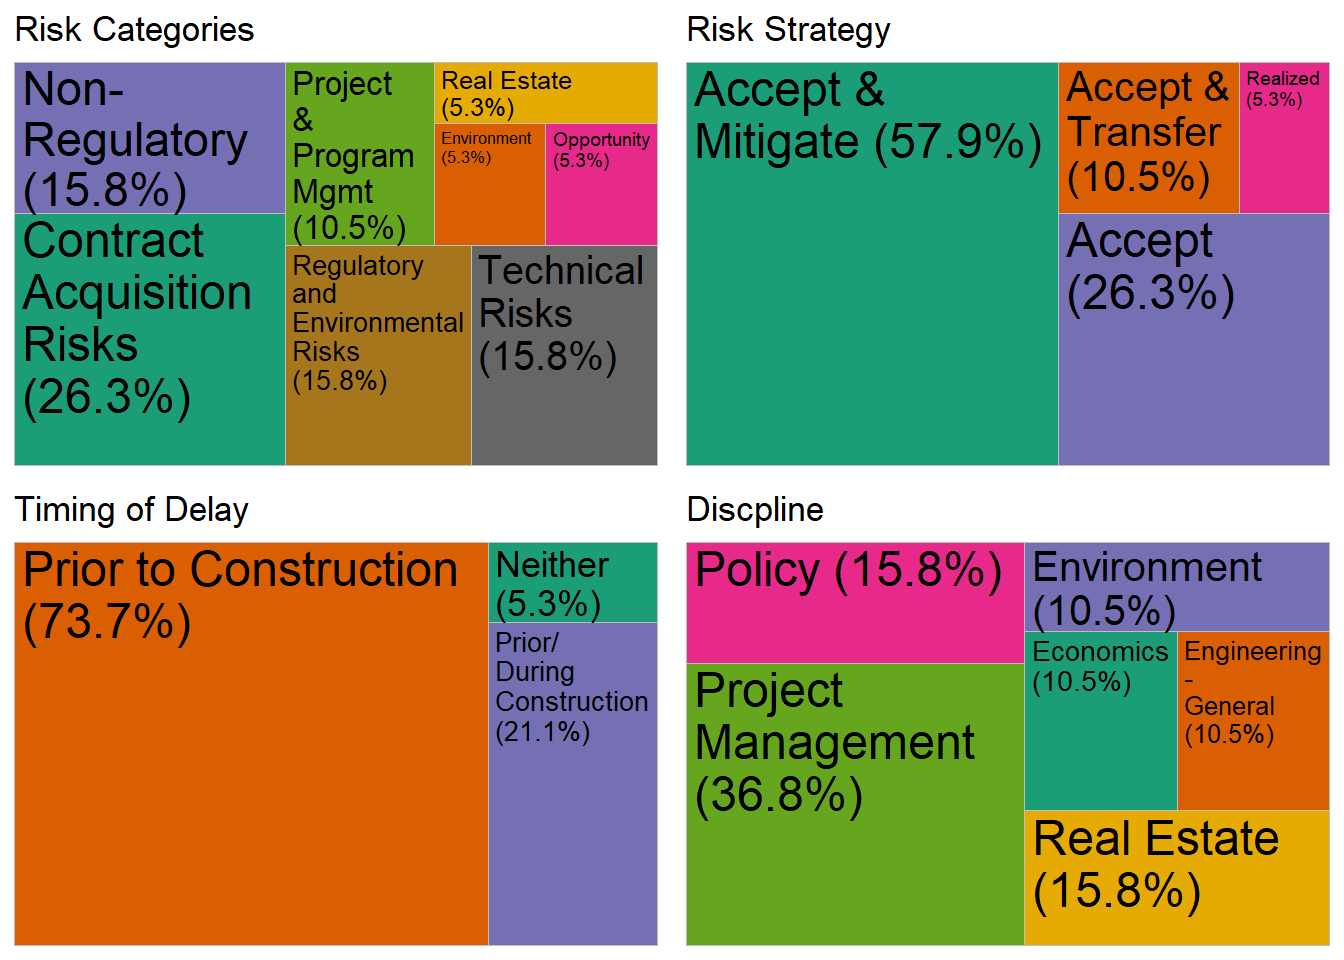 Risk Categories
Non-
Regulatory
(15.8%)
Contract
Acquisition
Risks
(26.3%)
Project
&
Program
Mgmt
(10.5%)
Real Estate
(5.3%)
Environment
(5.3%)
Opportunity
(5.3%)
Regulatory
and
Environmental
Risks
(15.8%)
Technical
Risks
(15.8%)
Risk Strategy
Accept &
Mitigate (57.9%)
Accept &
Transfer
(10.5%)
Realized
(5.3%)
Accept
(26.3%)
Timing of Delay
Prior to Construction
(73.7%)
Neither
(5.3%)
Prior/
During
Construction
(21.1%)
Discpline
Policy (15.8%)
Project
Management
(36.8%)
Environment
(10.5%)
Economics
(10.5%)
Engineering
-
General
(10.5%)
Real Estate
(15.8%)